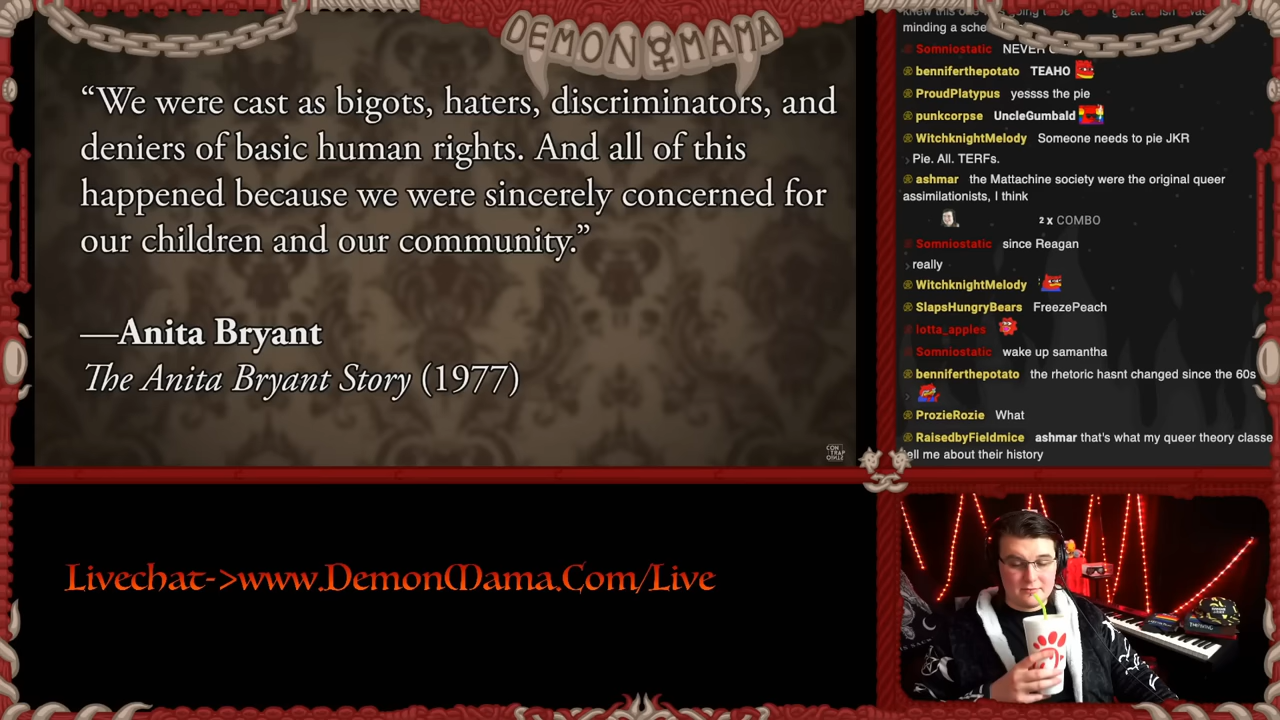 DEMON MAMA
“We were cast as bigots, haters, discriminators, and
deniers of basic human rights. And all of this
happened because we were sincerely concerned for
our children and our community.”
—Anita Bryant
The Anita Bryant Story (1977)
CON
TRAP
minding a sche
Somniostatic NEVER
benniferthepotato TEAHO
ProudPlatypus yessss the pie
punkcorpse UncleGumbald
WitchknightMelody Someone needs to pie JKR
› Pie. All. TERFs.
ashmar the Mattachine society were the original queer
assimilationists, I think
2 x COMBO
Somniostatic since Reagan
› really
WitchknightMelody
SlapsHungryBears FreezePeach
lotta_apples
Somniostatic wake up samantha
benniferthepotato the rhetoric hasnt changed since the 60s
›
ProzieRozie What
RaisedbyFieldmice ashmar that's what my queer theory classe
ell me about their history
Livechat->www.DemonMama.Com/Live